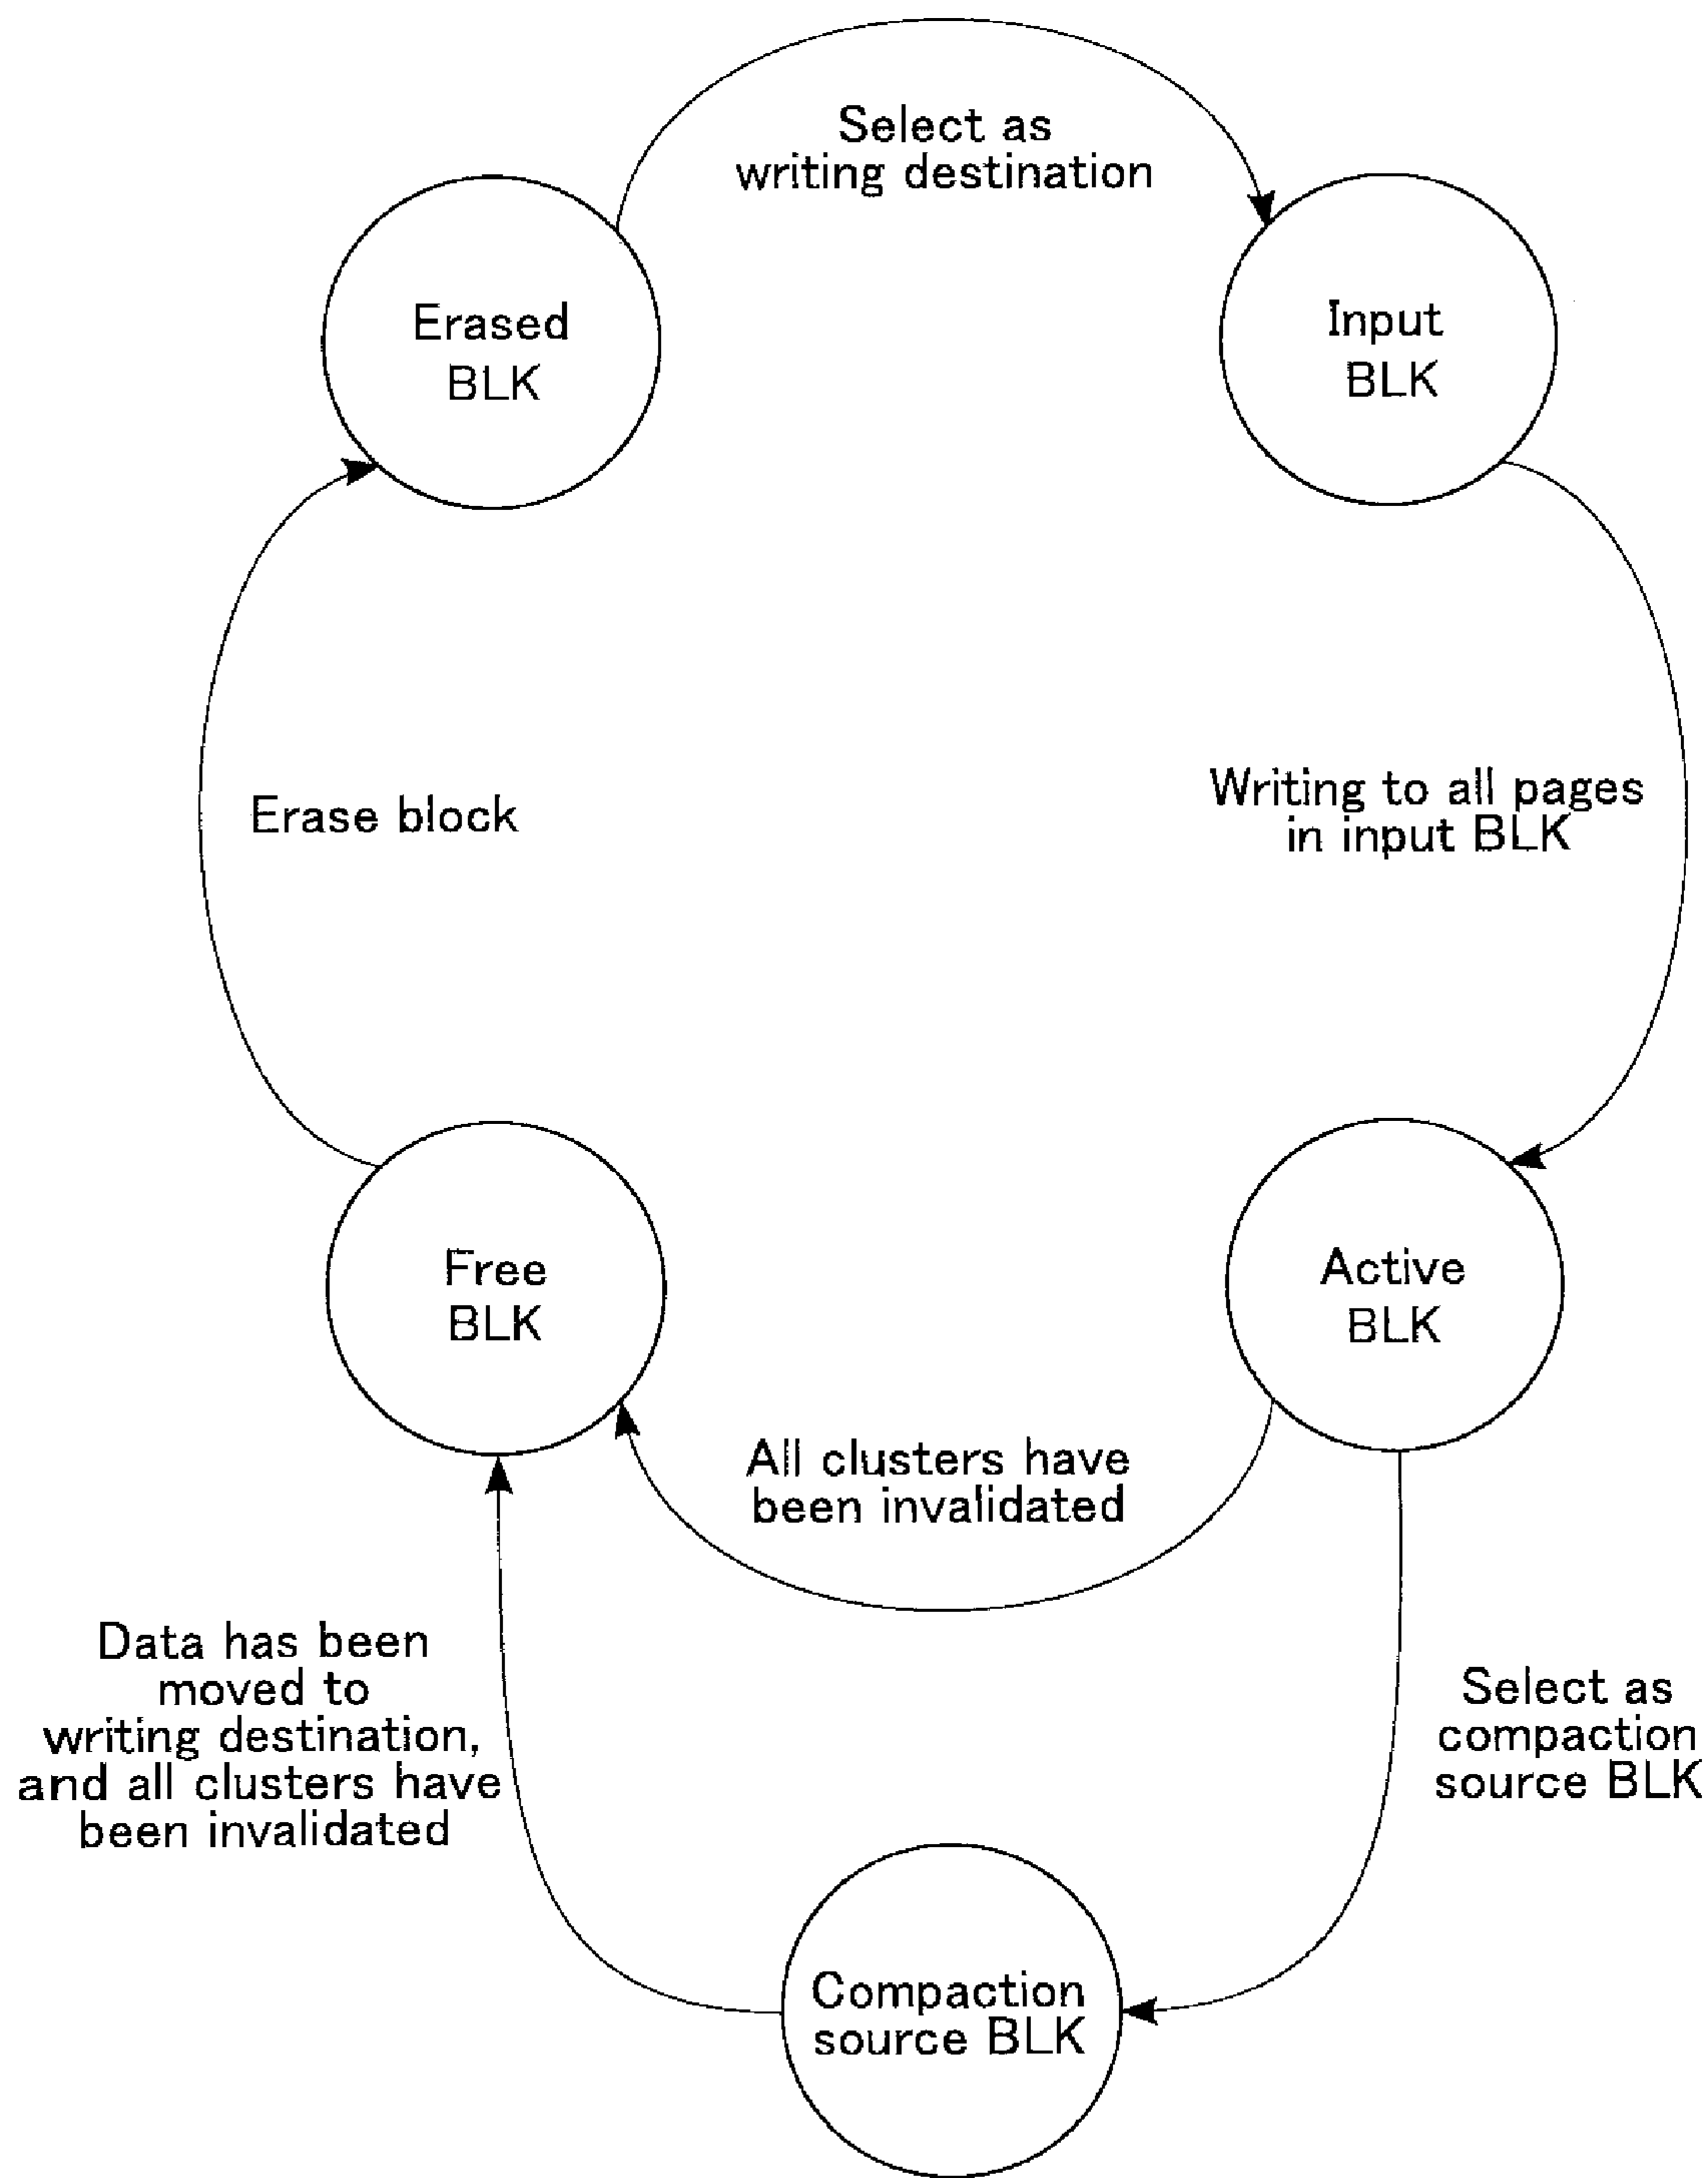 Select as
writing destination
Erased
BLK
Input
BLK
Erase block
Writing to all pages
in input BLK
Free
BLK
Active
BLK
All clusters have
been invalidated
Data has been
moved to
writing destination,
and all clusters have
been invalidated
Select as
compaction
source BLK
Compaction
source BLK